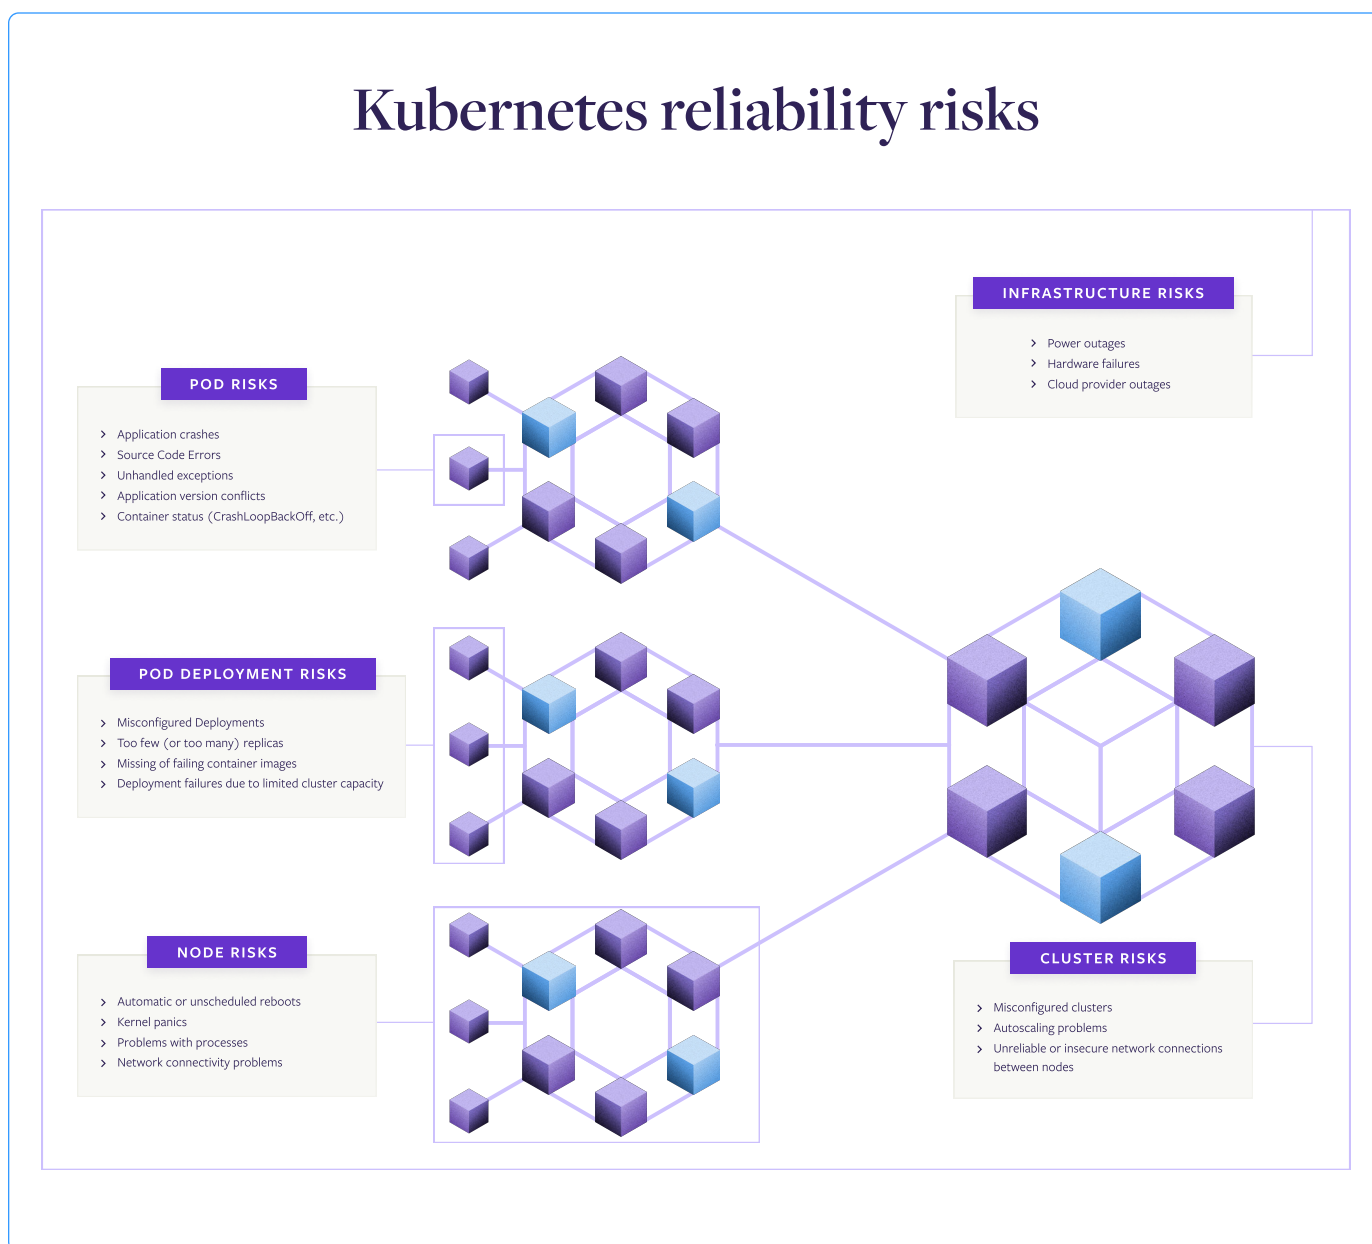 Kubernetes reliability risks
INFRASTRUCTURE RISKS
Power outages
Hardware failures
Cloud provider outages
POD RISKS
Application crashes
Source Code Errors
Unhandled exceptions
Application version conflicts
Container status (CrashLoopBackOff, etc.)
POD DEPLOYMENT RISKS
Misconfigured Deployments
Too few (or too many) replicas
Missing of failing container images
Deployment failures due to limited cluster capacity
NODE RISKS
Automatic or unscheduled reboots
Kernel panics
Problems with processes
Network connectivity problems
CLUSTER RISKS
Misconfigured clusters
Autoscaling problems
Unreliable or insecure network connections
between nodes